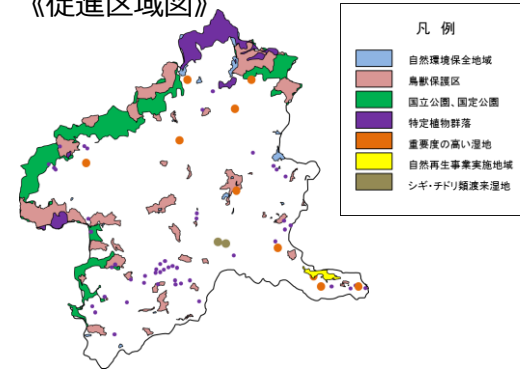 《促進区域図》
凡 例
自然環境保全地域
鳥獣保護区
国立公園、国定公園
特定植物群落
重要度の高い湿地
自然再生事業実施地域
シギ・チドリ類渡来湿地